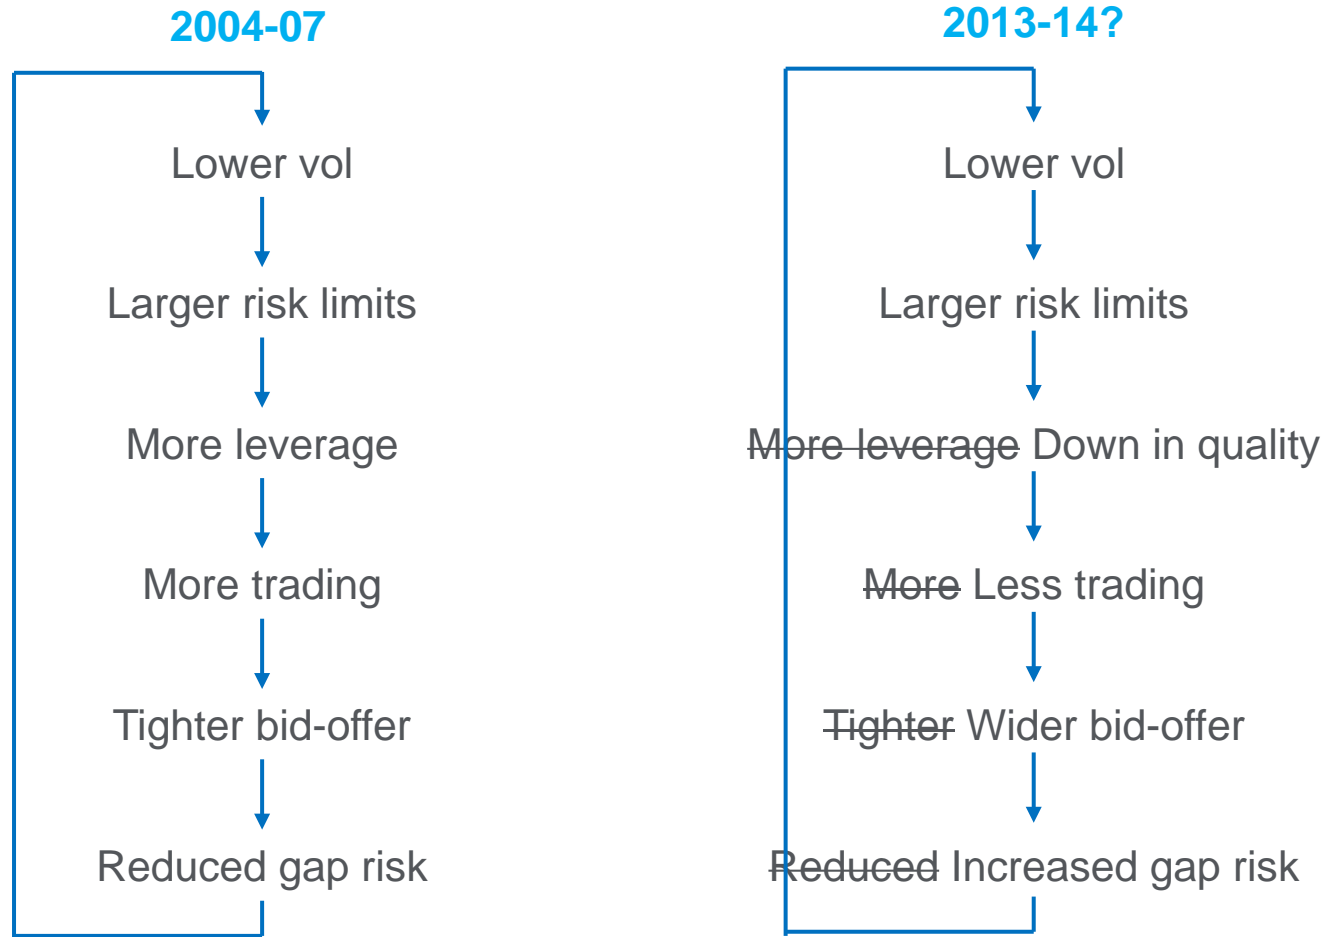 2004-07
Lower vol
Larger risk limits
More leverage
More trading
Tighter bid-offer
Reduced gap risk
2013-14?
Lower vol
Larger risk limits
More leverage Down in quality
More Less trading
Tighter Wider bid-offer
Reduced Increased gap risk